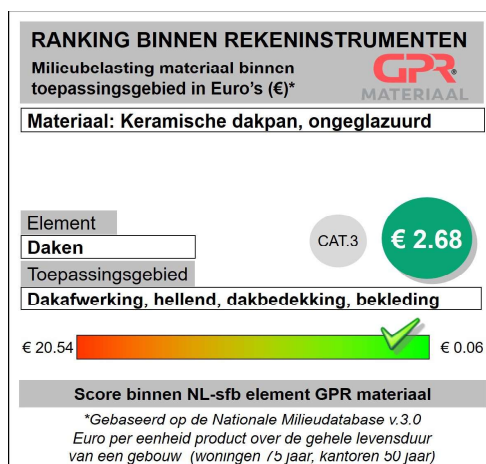 RANKING BINNEN REKENINSTRUMENTEN
Milieubelasting materiaal binnen
toepassingsgebied in Euro's (€)*
GPR®
MATERIAAL
Materiaal: Keramische dakpan, ongeglazuurd
Element
Daken
CAT.3
€ 2.68
Toepassingsgebied
Dakafwerking, hellend, dakbedekking, bekleding
€ 20.54
€ 0.06
Score binnen NL-sfb element GPR materiaal
*Gebaseerd op de Nationale Milieudatabase v.3.0
Euro per eenheid product over de gehele levensduur
van een gebouw (woningen 75 jaar, kantoren 50 jaar)